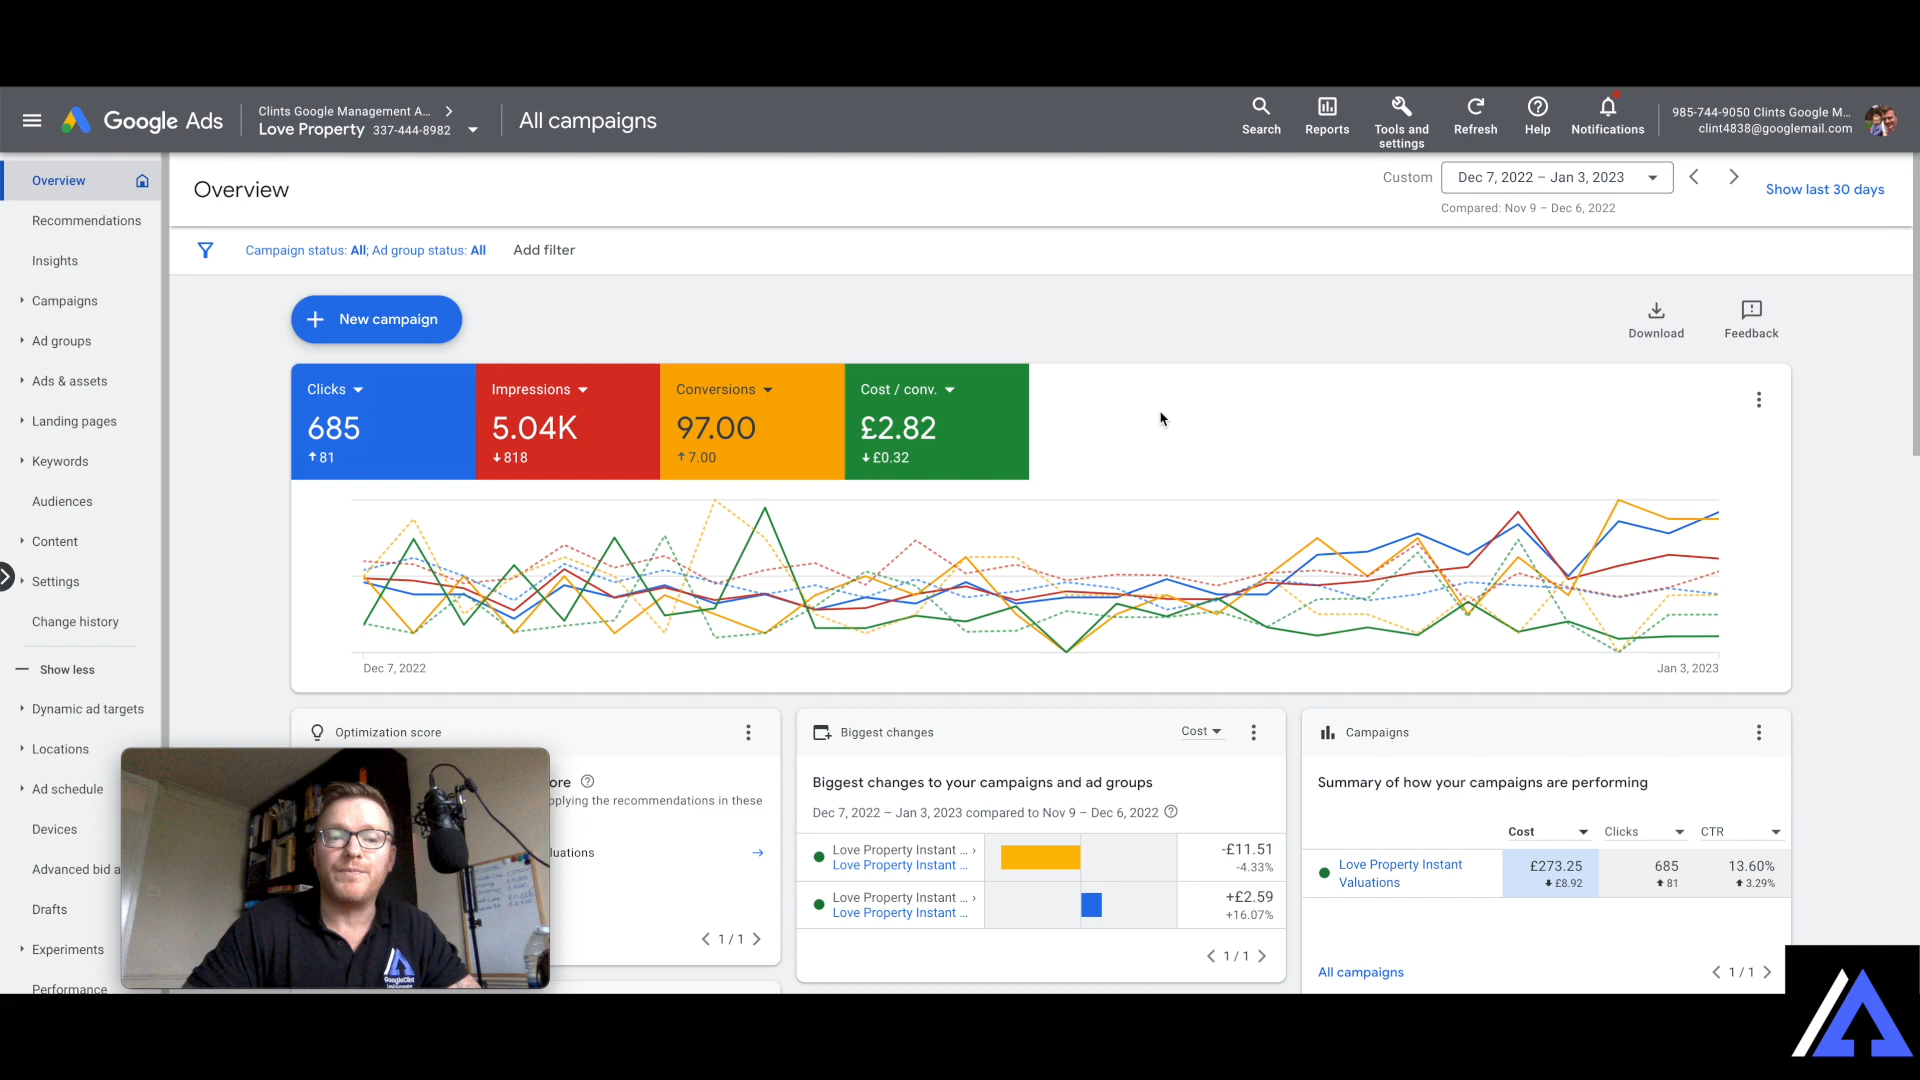 Google Ads
Clints Google Management A...
Love Property 337-444-8982
All campaigns
Search
Reports
Tools and
settings
Refresh
Help
Notifications
985-744-9050 Clints Google M...
clint4838@googlemail.com
Overview
Recommendations
Insights
Campaigns
Ad groups
Ads & assets
Landing pages
Keywords
Audiences
Content
Settings
Change history
Show less
Dynamic ad targets
Locations
Ad schedule
Devices
Advanced bid a
Drafts
Experiments
Performance
Overview
Custom
Dec 7, 2022 – Jan 3, 2023
Compared: Nov 9 – Dec 6, 2022
Show last 30 days
Campaign status: All; Ad group status: All
Add filter
New campaign
Download
Feedback
Clicks
685
81
Impressions
5.04K
818
Conversions
97.00
7.00
Cost / conv.
£2.82
£0.32
Dec 7, 2022
Jan 3, 2023
Optimization score
ore
pplying the recommendations in these
luations
1 / 1
Biggest changes
Cost
Biggest changes to your campaigns and ad groups
Dec 7, 2022 – Jan 3, 2023 compared to Nov 9 – Dec 6, 2022
Love Property Instant ...
Love Property Instant ...
-£11.51
-4.33%
Love Property Instant ...
Love Property Instant ...
+£2.59
+16.07%
1 / 1
Campaigns
Summary of how your campaigns are performing
Cost
Clicks
CTR
Love Property Instant
Valuations
£273.25
£8.92
685
81
13.60%
3.29%
All campaigns
1 / 1
GoogleClint